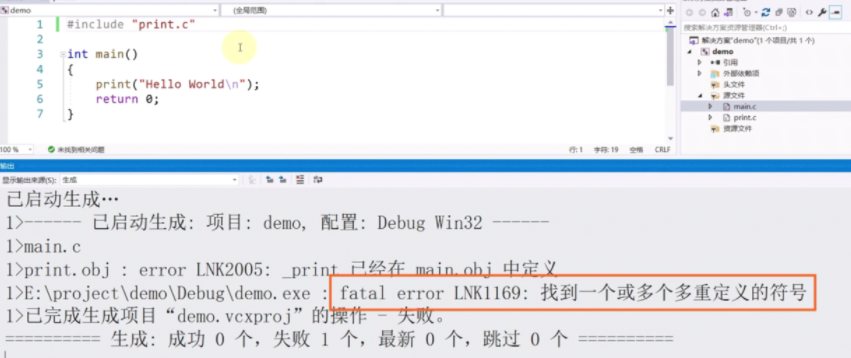 demo
(全局范围)
1 #include "print.c"
2
3 int main()
4 {
5 print("Hello World\n");
6 return 0;
7 }
100 %
未找到相关问题
行: 1
字符: 19
空格
CRLF
搜索解决方案资源管理器(Ctrl+;)
解决方案"demo"(1 个项目/共 1 个)
demo
引用
外部依赖项
头文件
源文件
main.c
print.c
资源文件
输出
显示输出来源(S): 生成
已启动生成…
1>------ 已启动生成: 项目: demo, 配置: Debug Win32 ------
1>main.c
1>print.obj : error LNK2005: _print 已经在 main.obj 中定义
1>E:\project\demo\Debug\demo.exe : fatal error LNK1169: 找到一个或多个多重定义的符号
1>已完成生成项目“demo.vcxproj”的操作 - 失败。
========== 生成: 成功 0 个，失败 1 个，最新 0 个，跳过 0 个 ==========